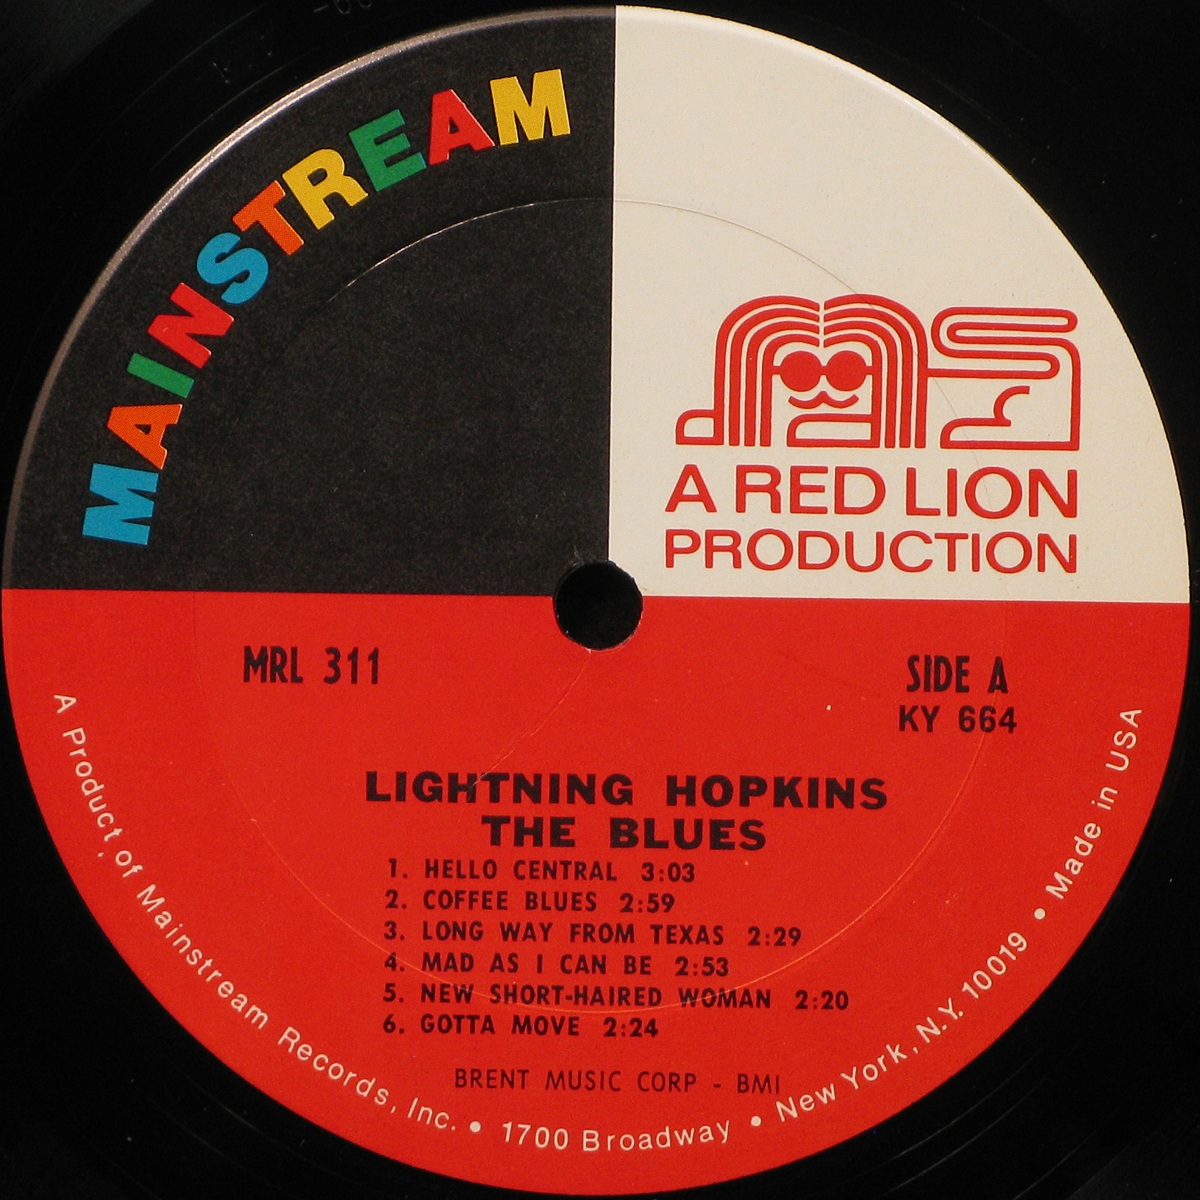 MAINSTREAM
A RED LION
PRODUCTION
MRL 311
SIDE A
KY 664
LIGHTNING HOPKINS
THE BLUES
1. HELLO CENTRAL 3:03
2. COFFEE BLUES 2:59
3. LONG WAY FROM TEXAS 2:29
4. MAD AS I CAN BE 2:53
5. NEW SHORT-HAIRED WOMAN 2:20
6. GOTTA MOVE 2:24
BRENT MUSIC CORP - BMI
A Product of Mainstream Records, Inc. • 1700 Broadway • New York, N.Y. 10019 • Made in USA